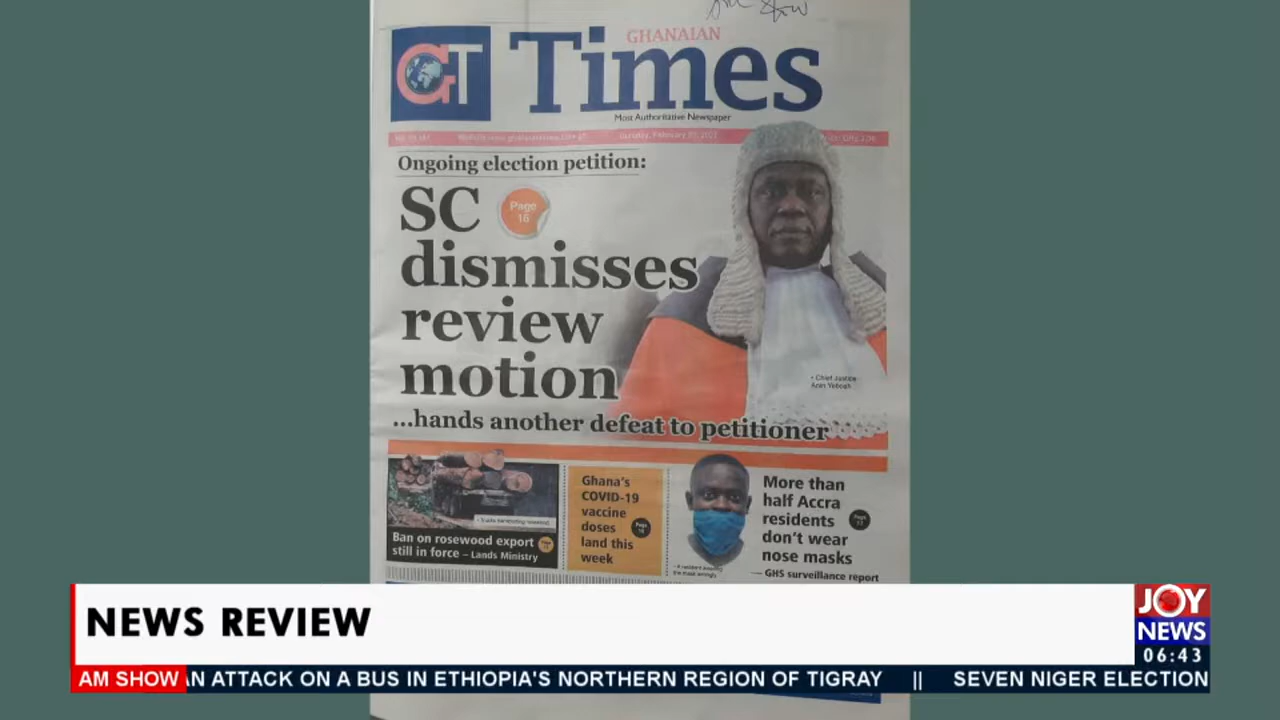 GT
GHANAIAN
Times
Most Authoritative Newspaper
Ongoing election petition:
SC
Page
16
dismisses
review
motion
...hands another defeat to petitioner
• Chief Justice
Anin Yeboah
Ban on rosewood export
still in force – Lands Ministry
Ghana's
COVID-19
vaccine
doses
land this
week
Page
More than
half Accra
residents
don't wear
nose masks
Page
— GHS surveillance report
NEWS REVIEW
JOY
NEWS
06:43
AM SHOW
AN ATTACK ON A BUS IN ETHIOPIA'S NORTHERN REGION OF TIGRAY || SEVEN NIGER ELECTION